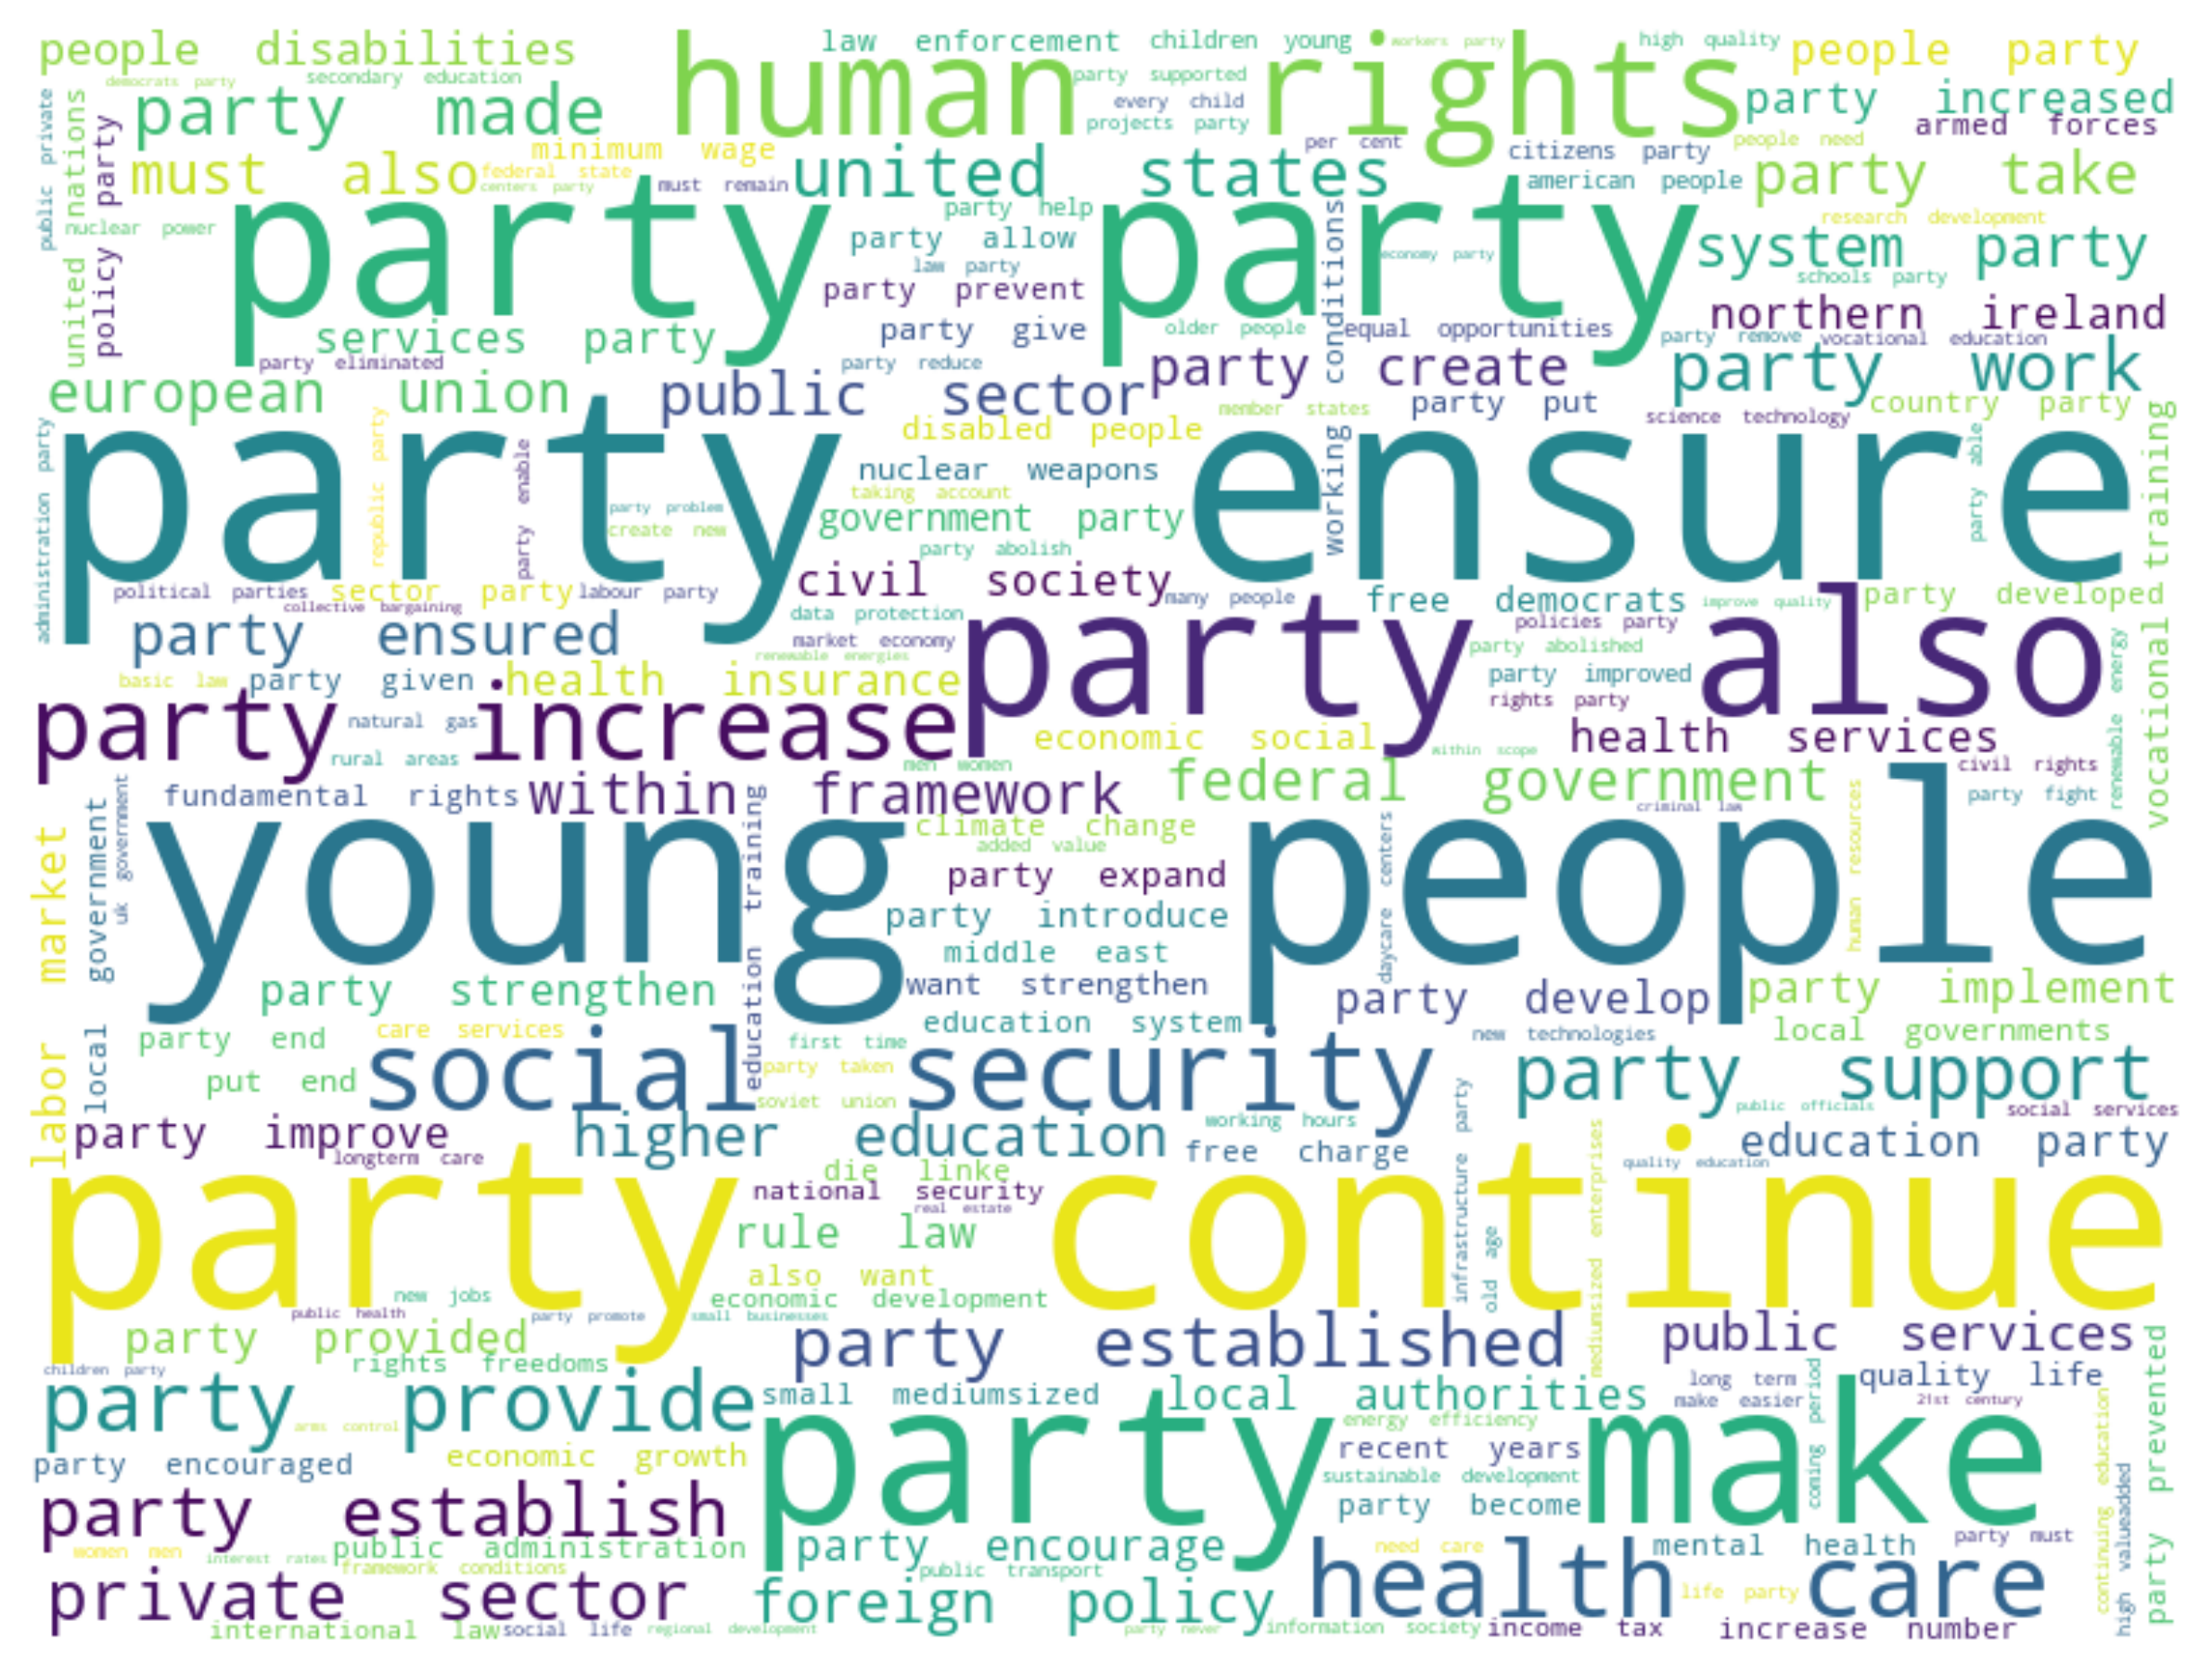 people disabilities
human rights
law enforcement
children young
workers party
high quality
people party
democrats party
secondary education
party supported
every child
projects party
party made
party increased
armed forces
public private
united nations
policy party
must also
minimum wage
federal state
centers party
must remain
united states
per cent
citizens party
people need
american people
party take
nuclear power
party party
party help
party allow
law party
party prevent
party give
party reduce
working conditions
economy party
research development
system party
schools party
northern ireland
services party
party eliminated
older people
equal opportunities
party remove
vocational education
european union
public sector
party create
party work
member states
party put
science technology
country party
administration party
republic party
party enable
party ensure
disabled people
nuclear weapons
taking account
party problem
create new
government party
party abolish
party able
vocational training
political parties
sector party
labour party
collective bargaining
civil society
many people
free democrats
improve quality
party developed
data protection
policies party
party ensured
market economy
renewable energies
party also
party abolished
party improved
rights party
basic law
party given
health insurance
party increase
natural gas
rural areas
men women
economic social
within scope
health services
renewable energy
fundamental rights
within framework
federal government
civil rights
party fight
criminal law
labor market
local government
uk government
young people
education training
climate change
added value
party expand
daycare centers
human resources
party introduce
middle east
want strengthen
party strengthen
party develop
party implement
party end
care services
education system
first time
new technologies
local governments
put end
social security
party taken
soviet union
party support
public officials
social services
party improve
longterm care
higher education
working hours
free charge
infrastructure party
old age
mediumsized enterprises
education party
quality education
party continue
die linke
national security
real estate
rule law
also want
economic development
new jobs
public health
party promote
small businesses
party provided
rights freedoms
party established
public services
children party
party provide
arms control
small mediumsized
local authorities
long term
make easier
coming period
quality life
21st century
party prevented
continuing education
high valueadded
party encouraged
economic growth
party make
energy efficiency
recent years
sustainable development
party become
party establish
public administration
women men
interest rates
framework conditions
party encourage
public transport
need care
mental health
party must
private sector
foreign policy
health care
life party
international law
social life
regional development
party never
information society
income tax
increase number